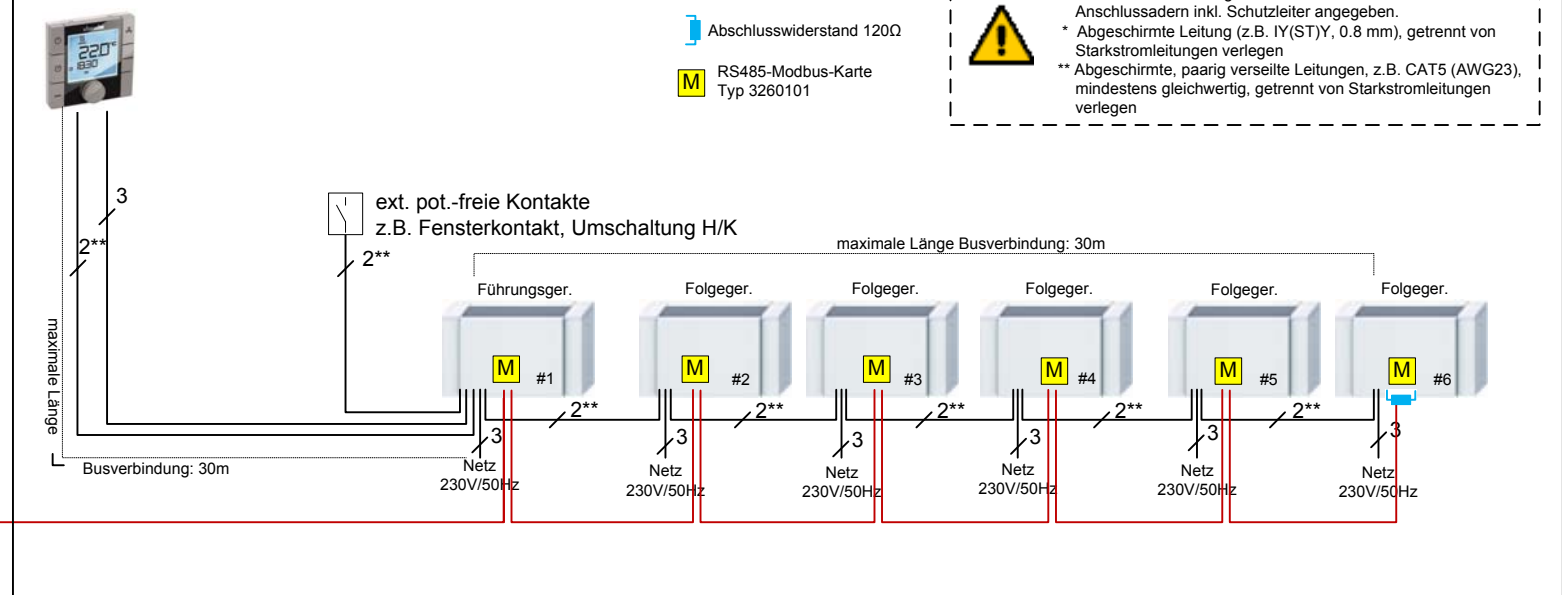 220
1830
Abschlusswiderstand 120Ω
M
RS485-Modbus-Karte
Typ 3260101
Anschlussadern inkl. Schutzleiter angegeben.
* Abgeschirmte Leitung (z.B. IY(ST)Y, 0.8 mm), getrennt von
Starkstromleitungen verlegen
** Abgeschirmte, paarig verseilte Leitungen, z.B. CAT5 (AWG23),
mindestens gleichwertig, getrennt von Starkstromleitungen
verlegen
3
2**
ext. pot.-freie Kontakte
z.B. Fensterkontakt, Umschaltung H/K
2**
maximale Länge Busverbindung: 30m
Führungsger.
Folgeger.
Folgeger.
Folgeger.
Folgeger.
Folgeger.
M
#1
M
#2
M
#3
M
#4
M
#5
M
#6
maximale Länge
Busverbindung: 30m
2**
2**
2**
2**
2**
3
3
3
3
3
3
Netz
230V/50Hz
Netz
230V/50Hz
Netz
230V/50Hz
Netz
230V/50Hz
Netz
230V/50Hz
Netz
230V/50Hz